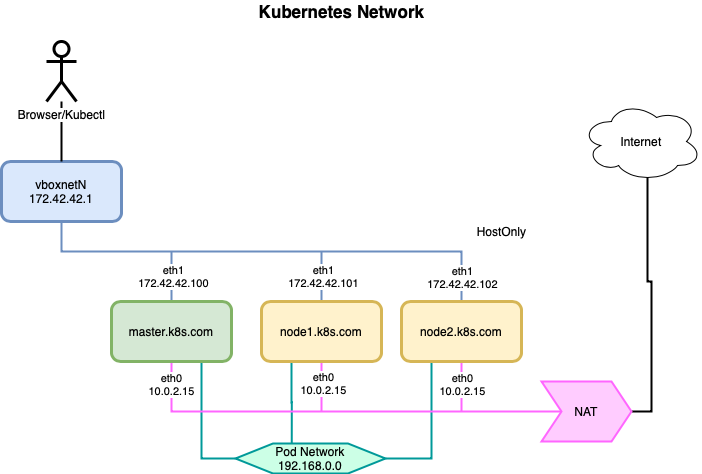 Kubernetes Network
Browser/Kubectl
Internet
vboxnetN
172.42.42.1
HostOnly
eth1
172.42.42.100
eth1
172.42.42.101
eth1
172.42.42.102
master.k8s.com
node1.k8s.com
node2.k8s.com
eth0
10.0.2.15
eth0
10.0.2.15
eth0
10.0.2.15
NAT
Pod Network
192.168.0.0